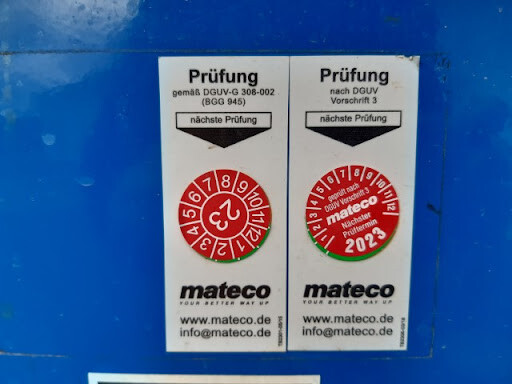 Prüfung
gemäß DGUV-G 308-002
(BGG 945)
nächste Prüfung
1 2 3 4 5 6 7 8 9 10 11 12
23
mateco
YOUR BETTER WAY UP
www.mateco.de
info@mateco.de
Prüfung
nach DGUV
Vorschrift 3
nächste Prüfung
1 2 3 4 5 6 7 8 9 10 11 12
geprüft nach
DGUV Vorschrift 3
mateco
Nächster
Prüftermin
2023
mateco
YOUR BETTER WAY UP
www.mateco.de
info@mateco.de